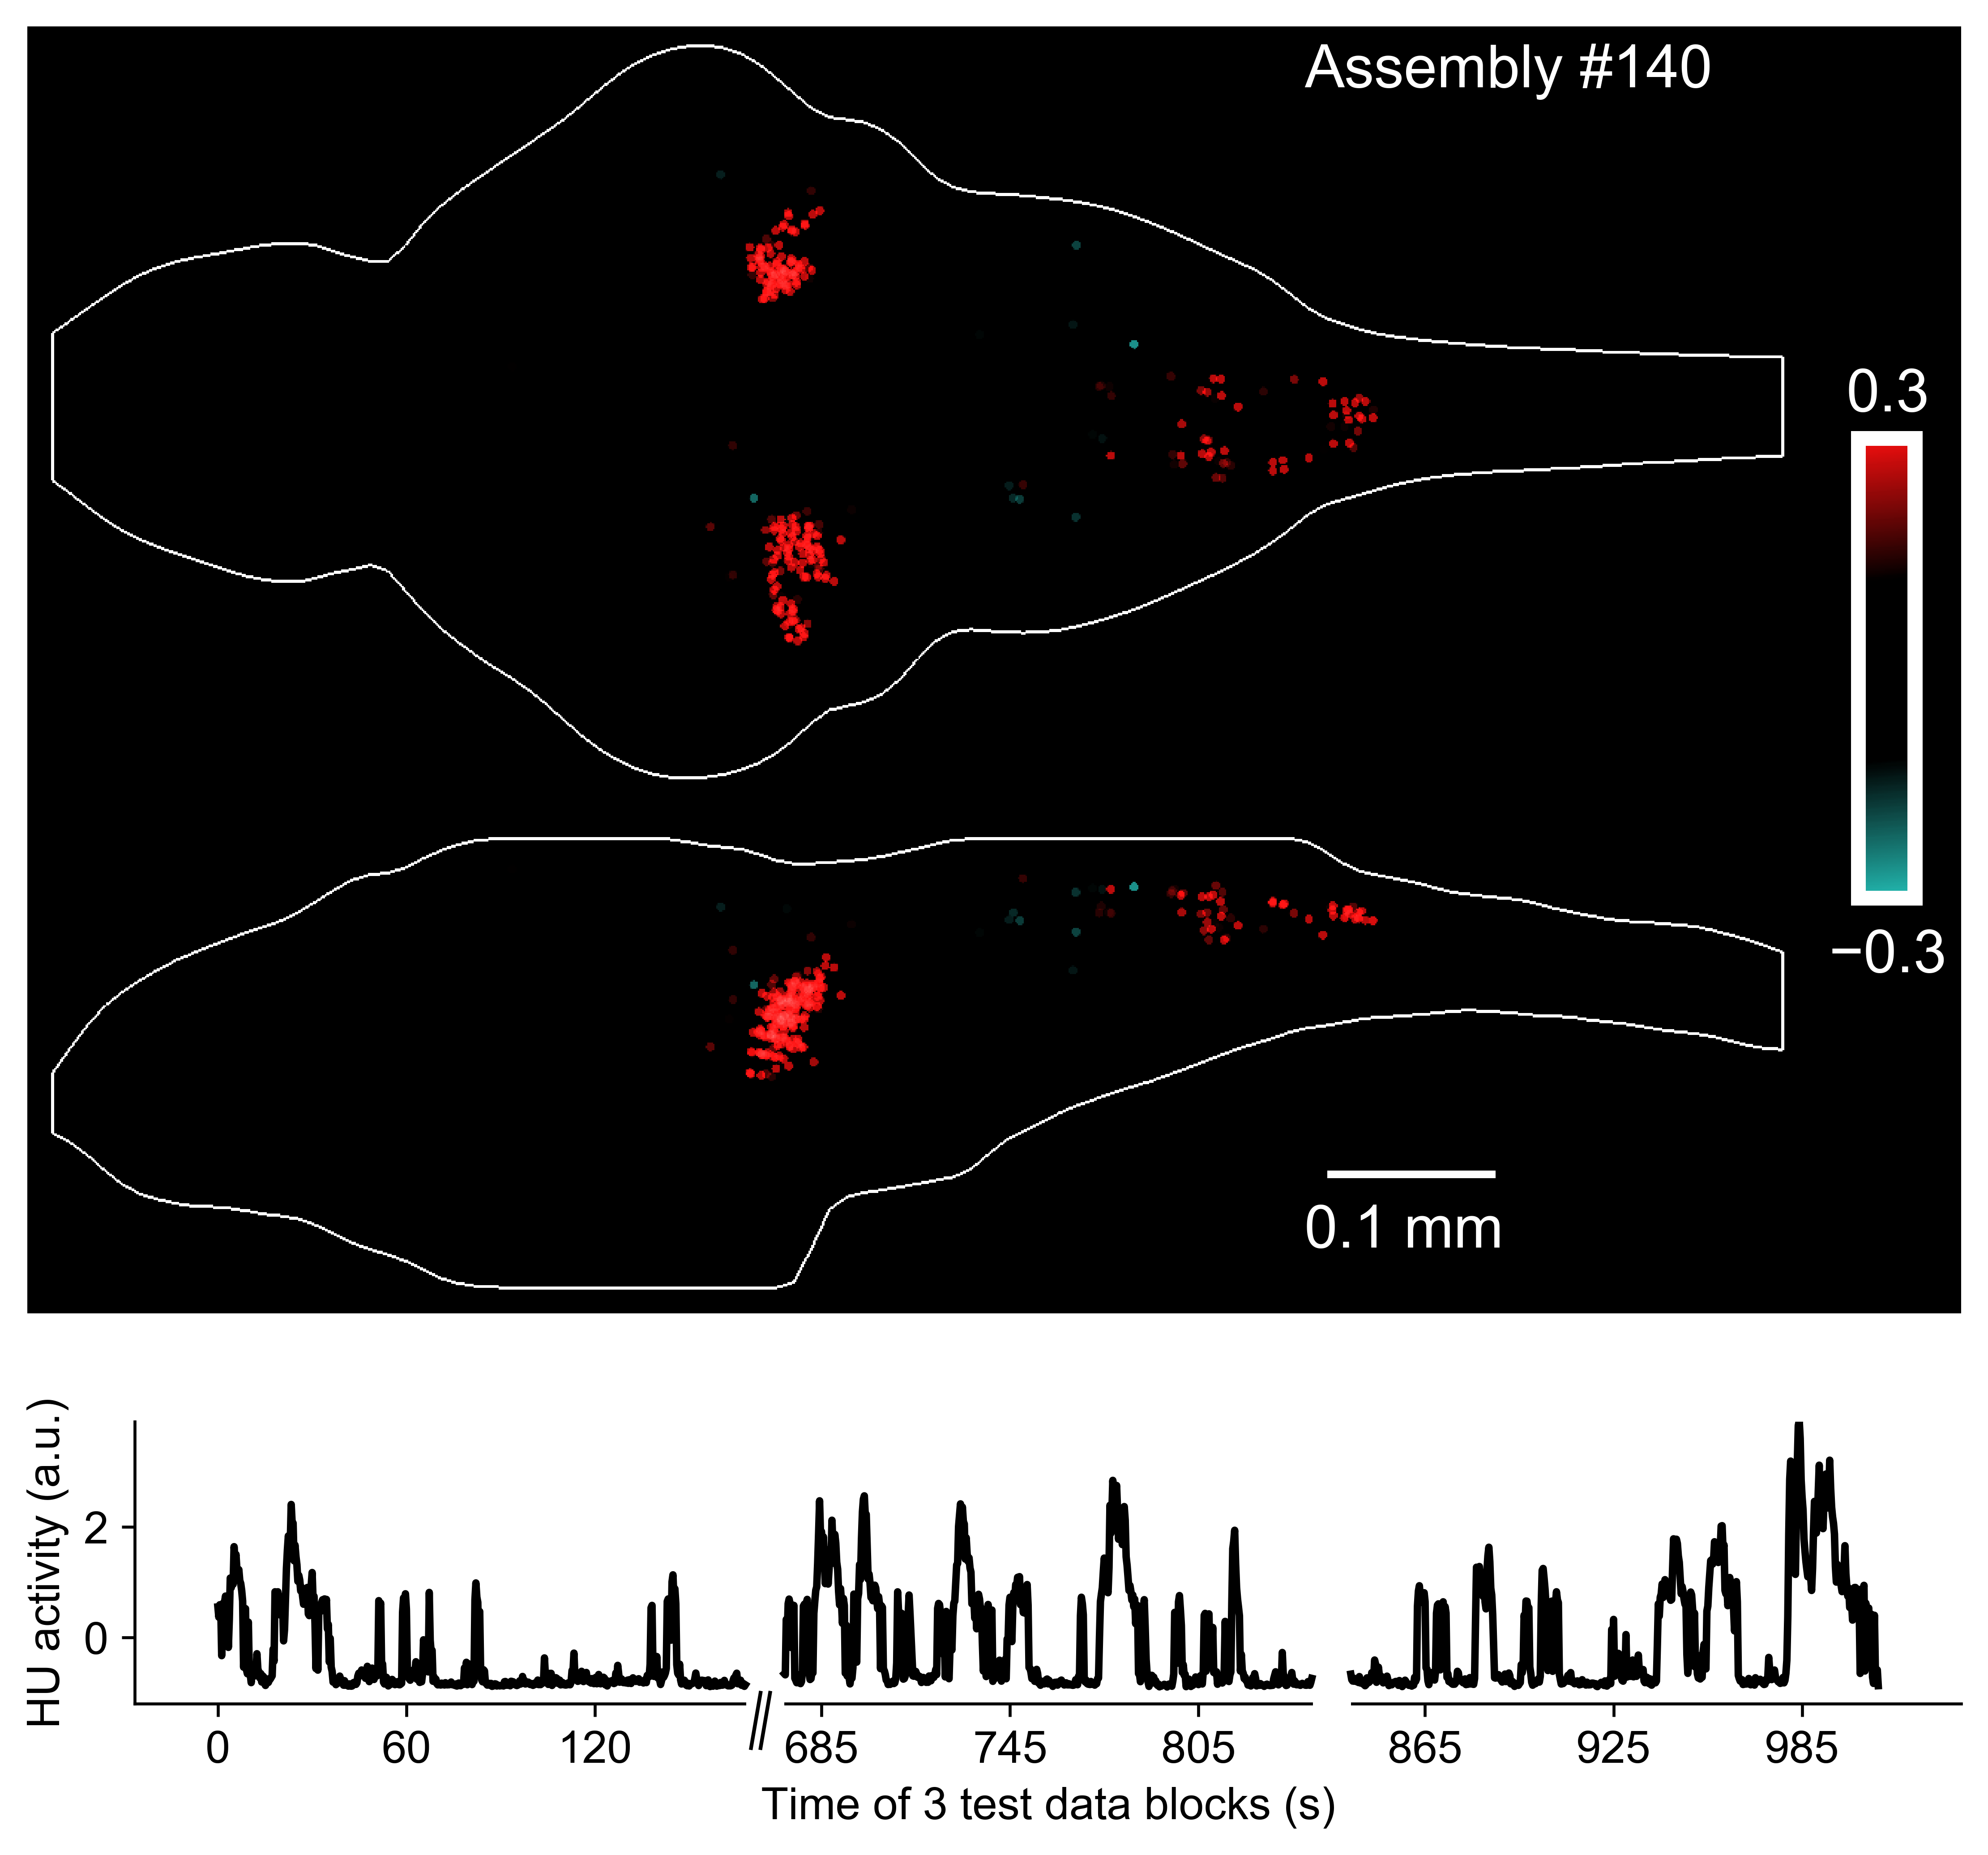 Assembly #140
0.3
−0.3
0.1 mm
HU activity (a.u.)
2
0
0 60 120 685 745 805 865 925 985
Time of 3 test data blocks (s)